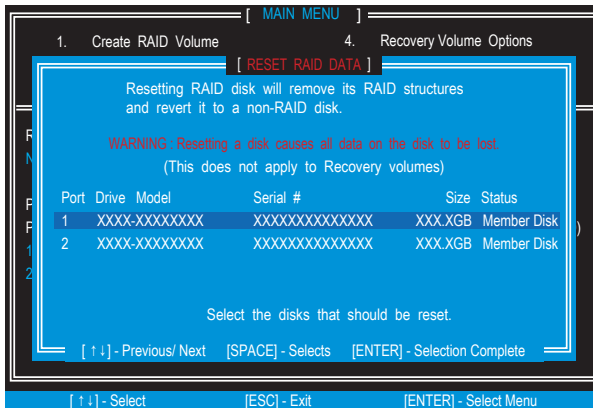 [ MAIN MENU ]
1. Create RAID Volume 4. Recovery Volume Options
[ RESET RAID DATA ]
Resetting RAID disk will remove its RAID structures
and revert it to a non-RAID disk.
WARNING : Resetting a disk causes all data on the disk to be lost.
(This does not apply to Recovery volumes)
Port Drive Model Serial # Size Status
1 XXXX-XXXXXXXX XXXXXXXXXXXXXX XXX.XGB Member Disk
2 XXXX-XXXXXXXX XXXXXXXXXXXXXX XXX.XGB Member Disk
Select the disks that should be reset.
[ ↑↓] - Previous/ Next [SPACE] - Selects [ENTER] - Selection Complete
[ ↑↓] - Select [ESC] - Exit [ENTER] - Select Menu